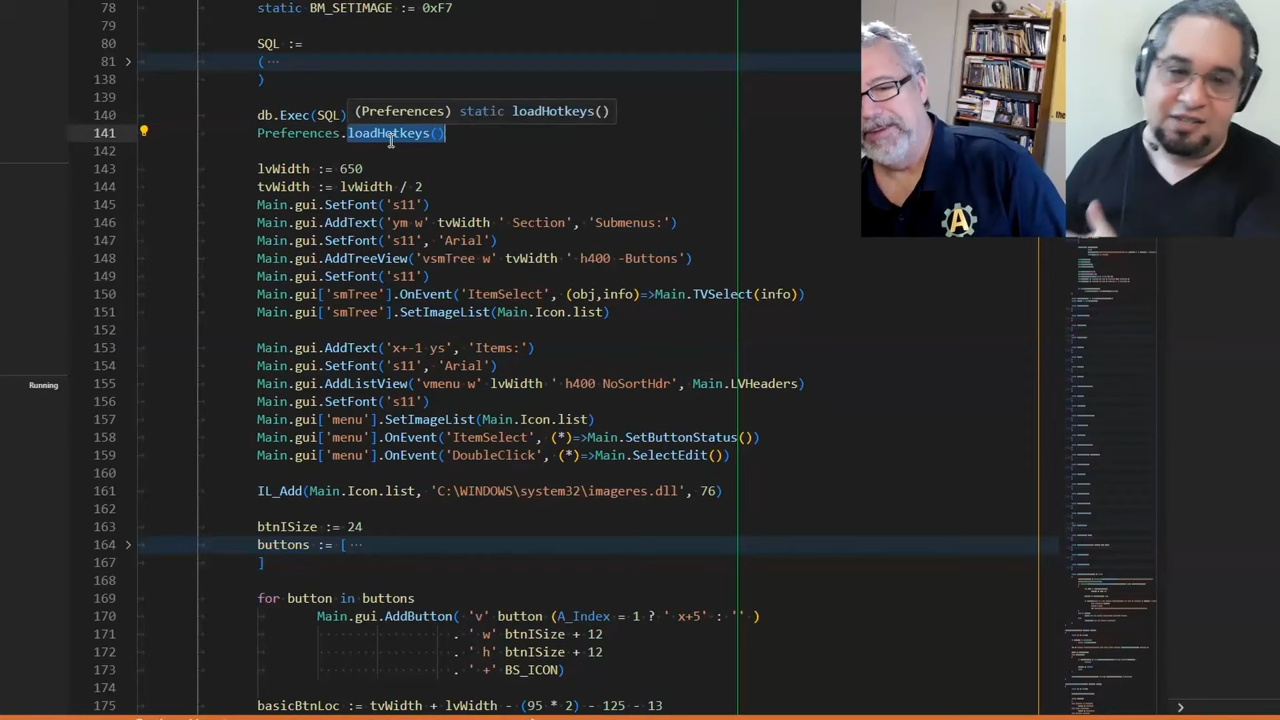 78 static BM_SETIMAGE := 0xF7
79
80 SQL :=
81 ( ...
138 )
139
140 db.Exec(SQL)
(Preferences) static loadHotkeys()
141 Preferences.loadHotkeys()
142
143 lvWidth := 650
144 tvWidth := lvWidth / 2
145 Main.gui.SetFont('s11')
146 Main.gui.AddText('ym w' tvWidth ' Section', 'Submenus:')
147 Main.gui.SetFont('s11', 'Arial')
148 Main.gui.AddTreeView('vsmTree w' tvWidth ' h400 -Buttons')
149 Main.gui.SetFont('s11')
150 Main.gui['smTree'].OnEvent('ItemSelect', (obj,info)=>Main.TVSelect(info))
151 Main.gui['smTree'].SetImageList(Main.Icon.list)
152
153 Main.gui.AddText('x+-1 ys', 'Items:')
154 Main.gui.SetFont('s11', 'Arial')
155 Main.gui.AddListView('vmenu w' lvWidth ' h400 NoSortHdr', Main.LVHeaders)
Running
156 Main.gui.SetFont('s11')
157 Main.gui['menu'].SetImageList(Main.Icon.list)
158 Main.gui['menu'].OnEvent('ItemSelect', (*)=>Main.SetButtonStatus())
159 Main.gui['menu'].OnEvent('DoubleClick', (*)=>Main.SelectEdit())
160
161 IL_Add(Main.Icon.list, 'C:\WINDOWS\system32\imageres.dll', 76)
162
163 btnISize := 24
164 buttons := [ ...
167 ]
168
169 for button in buttons
170 Main.gui.AddButton( 'v' button (A_Index = 1 ? ' x+5' : '' )
171 . ' w' btnISize + 12
172 . ' h' btnISize + 12
173 . ' +' BS_ICON)
174
175 basicBtnLoc := tvWidth + lvWidth - (95 * 2) - 125 - 13